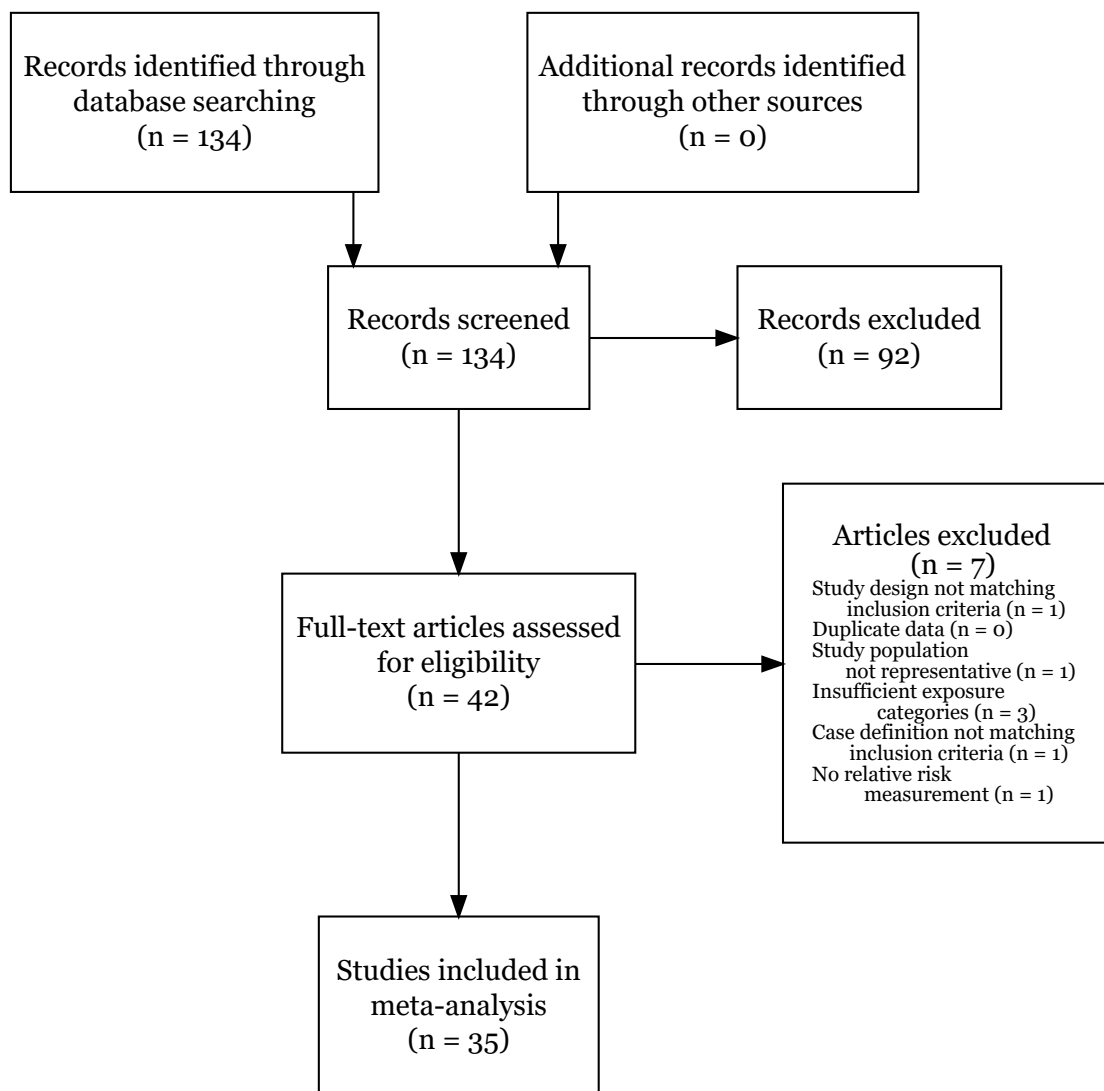 Records identified through
database searching
(n = 134)
Additional records identified
through other sources
(n = 0)
Records screened
(n = 134)
Records excluded
(n = 92)
Full-text articles assessed
for eligibility
(n = 42)
Articles excluded
(n = 7)
Study design not matching
inclusion criteria (n = 1)
Duplicate data (n = 0)
Study population
not representative (n = 1)
Insufficient exposure
categories (n = 3)
Case definition not matching
inclusion criteria (n = 1)
No relative risk
measurement (n = 1)
Studies included in
meta-analysis
(n = 35)